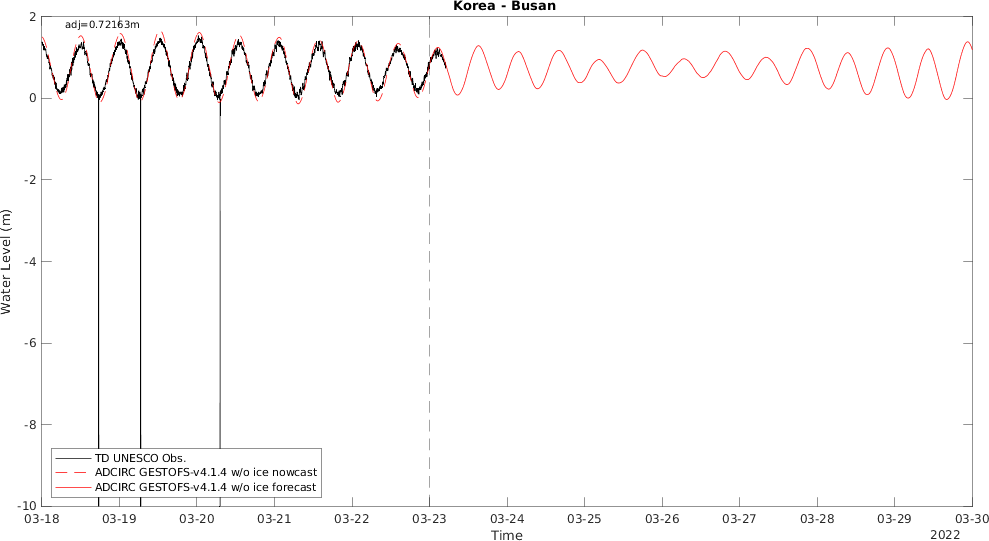 Korea - Busan
adj=0.72163m
2
0
-2
-4
-6
-8
-10
Water Level (m)
TD UNESCO Obs.
ADCIRC GESTOFS-v4.1.4 w/o ice nowcast
ADCIRC GESTOFS-v4.1.4 w/o ice forecast
03-18 03-19 03-20 03-21 03-22 03-23 03-24 03-25 03-26 03-27 03-28 03-29 03-30
Time
2022